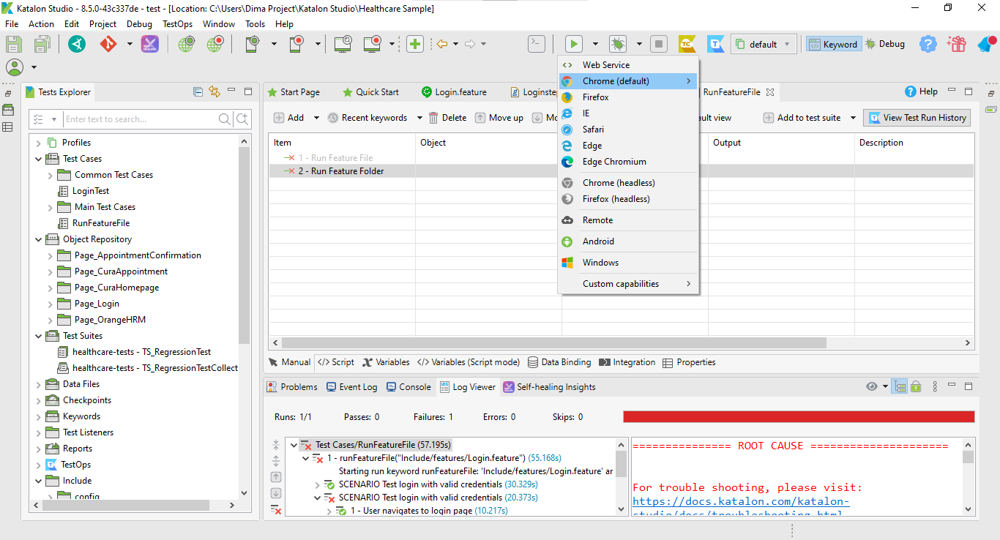 Katalon Studio - 8.5.0-43c337de - test - [Location: C:\Users\Dima Project\Katalon Studio\Healthcare Sample]
File Action Edit Project Debug TestOps Window Tools Help
TC default Keyword Debug
Tests Explorer
Enter text to search...
Profiles
Test Cases
Common Test Cases
LoginTest
Main Test Cases
RunFeatureFile
Object Repository
Page_AppointmentConfirmation
Page_CuraAppointment
Page_CuraHomepage
Page_Login
Page_OrangeHRM
Test Suites
healthcare-tests - TS_RegressionTest
healthcare-tests - TS_RegressionTestCollect
Data Files
Checkpoints
Keywords
Test Listeners
Reports
TestOps
Include
config
Start Page Quick Start Login.feature Loginste RunFeatureFile Help
Add Recent keywords Delete Move up Mo ault view Add to test suite View Test Run History
Item Object Output Description
1 - Run Feature File
2 - Run Feature Folder
Web Service
Chrome (default)
Firefox
IE
Safari
Edge
Edge Chromium
Chrome (headless)
Firefox (headless)
Remote
Android
Windows
Custom capabilities
Manual </> Script Variables </> Variables (Script mode) Data Binding Integration Properties
Problems Event Log Console Log Viewer Self-healing Insights
Runs: 1/1 Passes: 0 Failures: 1 Errors: 0 Skips: 0
Test Cases/RunFeatureFile (57.195s)
1 - runFeatureFile("Include/features/Login.feature") (55.168s)
Starting run keyword runFeatureFile: 'Include/features/Login.feature' ar
SCENARIO Test login with valid credentials (30.329s)
SCENARIO Test login with valid credentials (20.373s)
1 - User navigates to login page (10.217s)
=============== ROOT CAUSE =====================
For trouble shooting, please visit:
https://docs.katalon.com/katalon-
studio/docs/troubleshooting.html